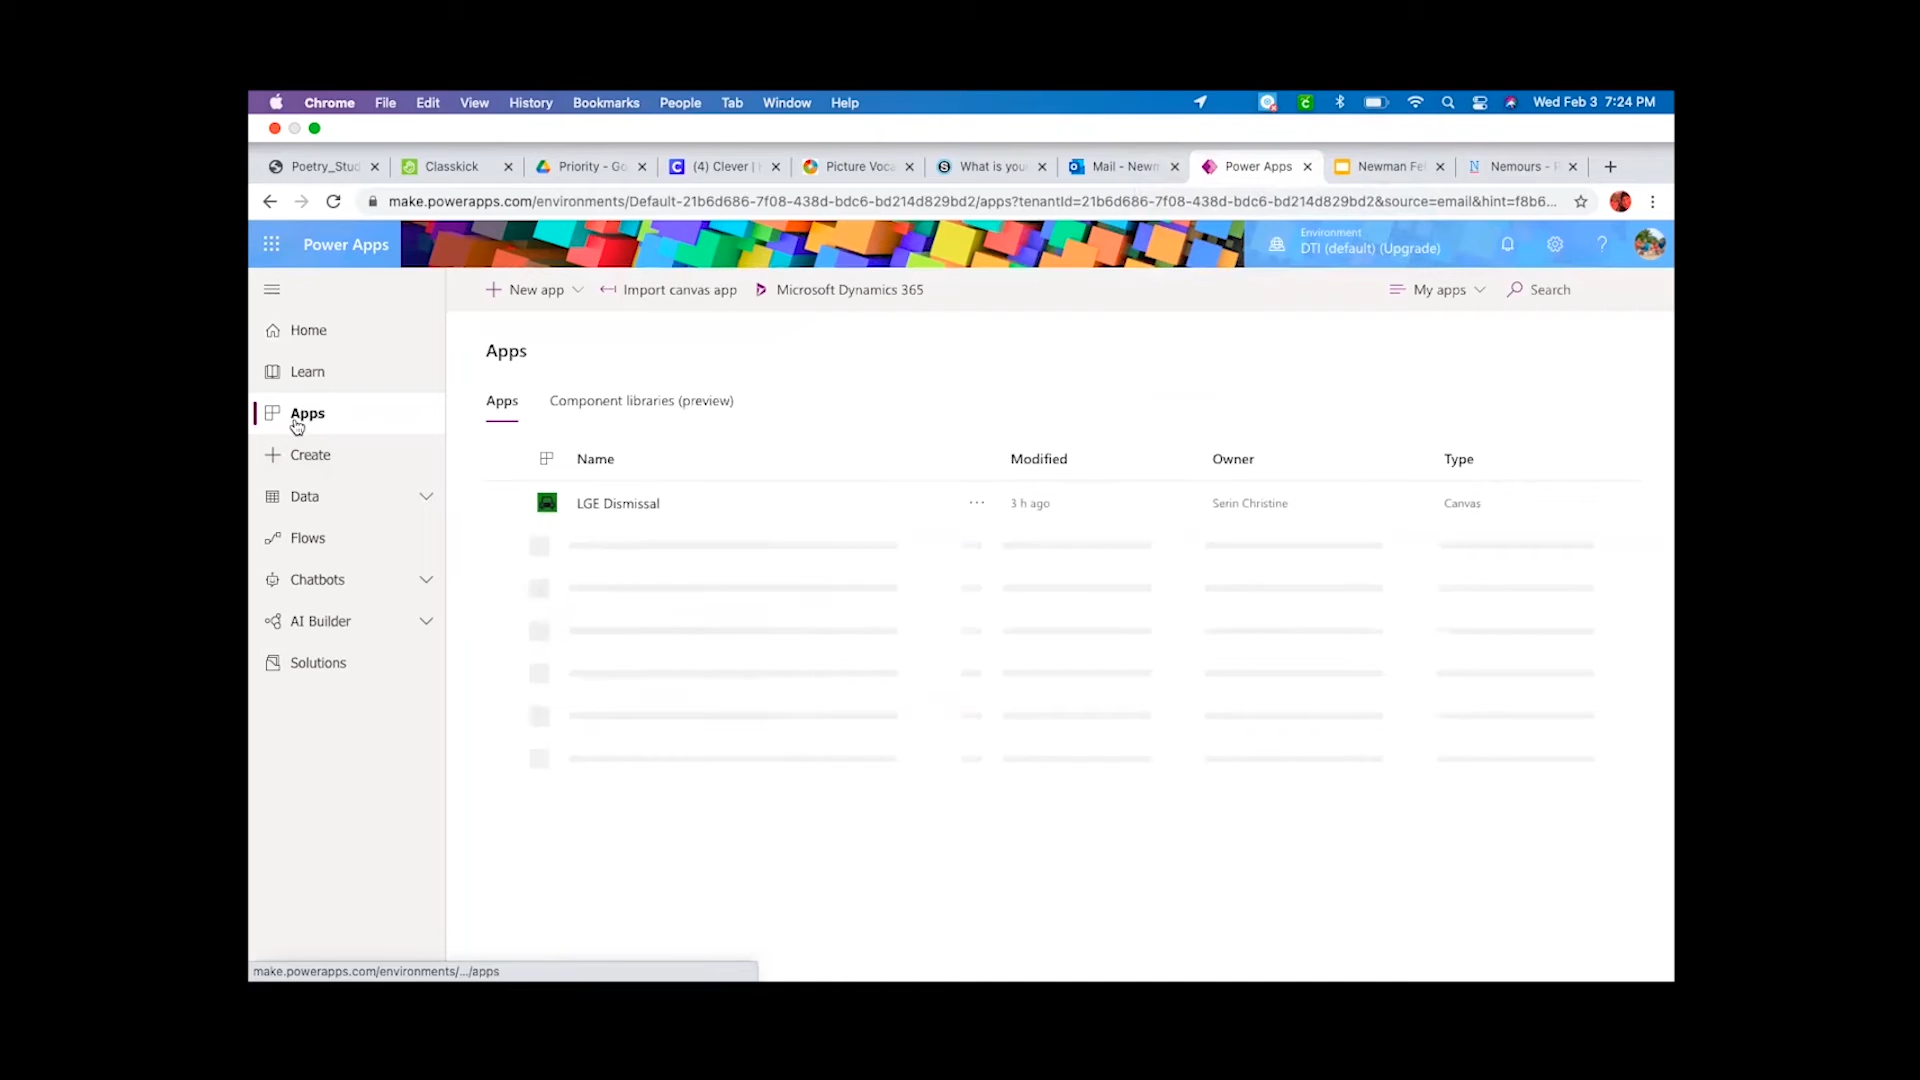 Chrome File Edit View History Bookmarks People Tab Window Help Wed Feb 3 7:24 PM
Poetry_Stud Classkick Priority - Go (4) Clever | Picture Voca What is you Mail - Newm Power Apps Newman Fe Nemours -
make.powerapps.com/environments/Default-21b6d686-7f08-438d-bdc6-bd214d829bd2/apps?tenantId=21b6d686-7f08-438d-bdc6-bd214d829bd2&source=email&hint=f8b6...
Power Apps
Environment
DTI (default) (Upgrade)
New app Import canvas app Microsoft Dynamics 365 My apps Search
Home
Learn
Apps
Create
Data
Flows
Chatbots
AI Builder
Solutions
Apps
Apps Component libraries (preview)
Name Modified Owner Type
LGE Dismissal ... 3 h ago Serin Christine Canvas
make.powerapps.com/environments/.../apps